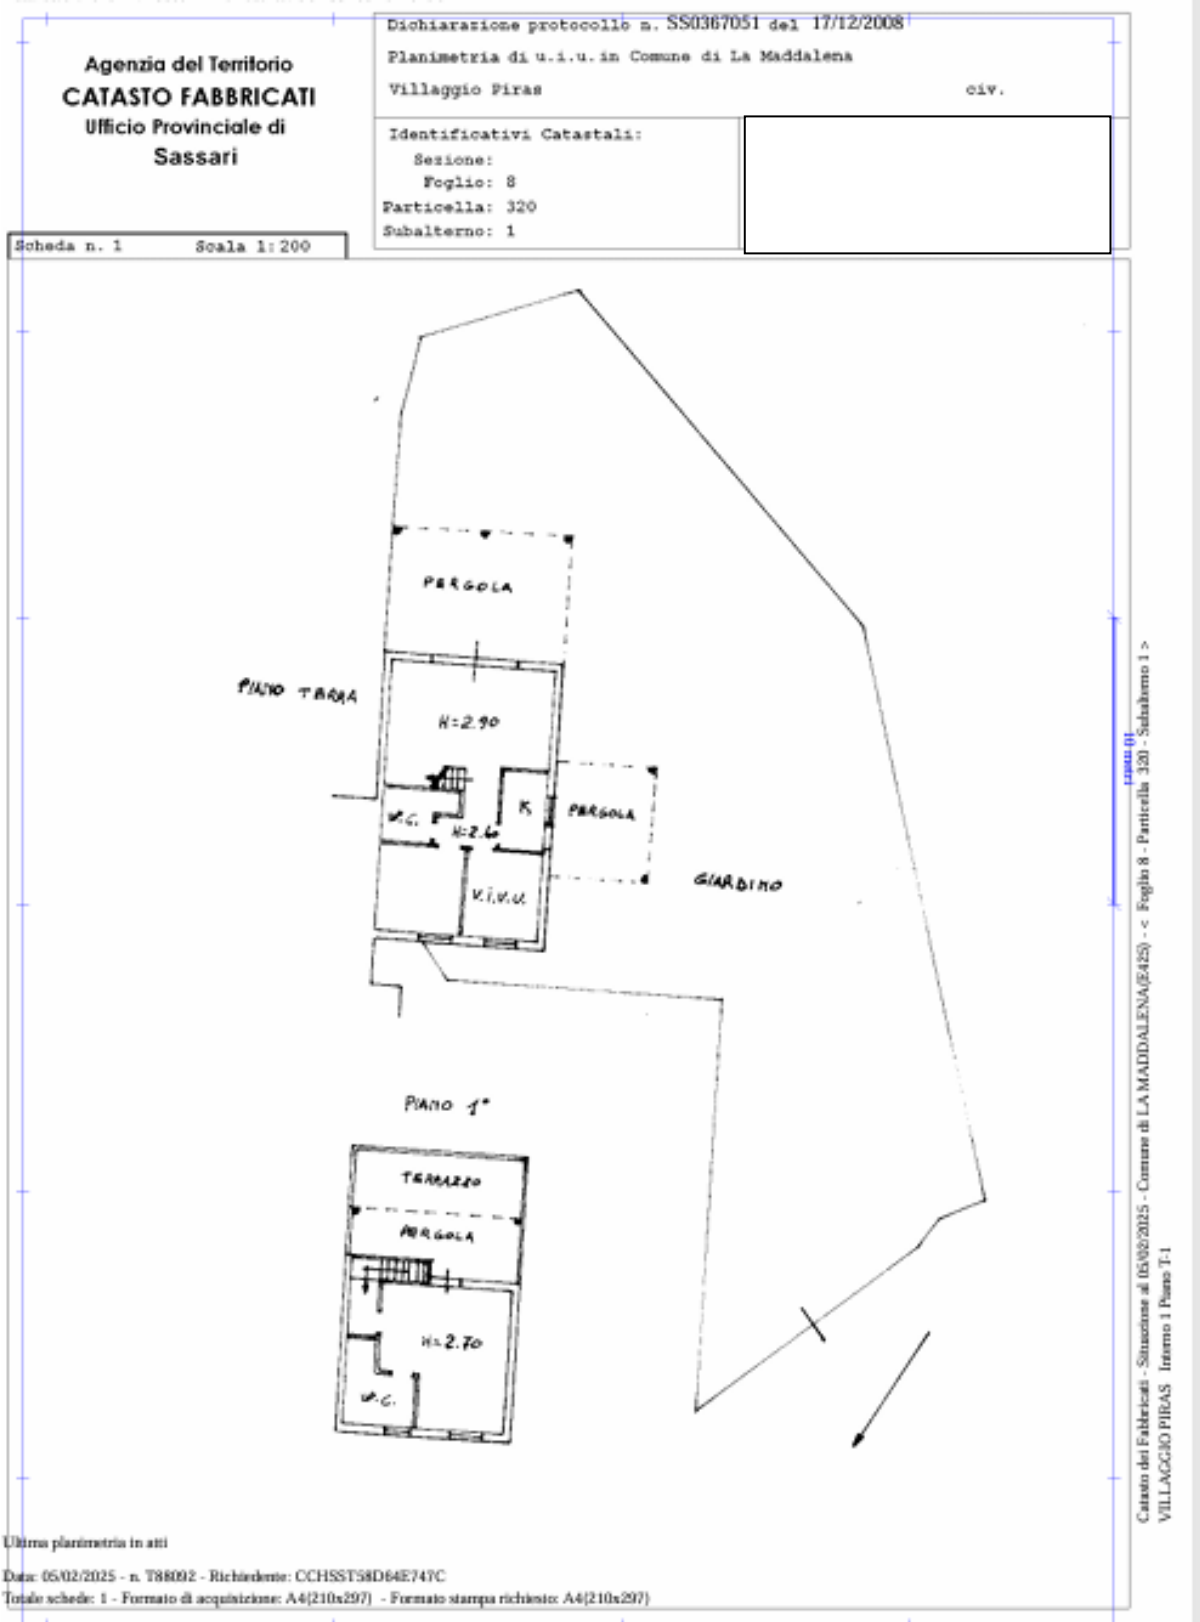 Agenzia del Territorio
CATASTO FABBRICATI
Ufficio Provinciale di
Sassari
Dichiarazione protocollo n. SS0367051 del 17/12/2008
Planimetria di u.i.u. in Comune di La Maddalena
Villaggio Piras civ.
Identificativi Catastali:
Sezione:
Foglio: 8
Particella: 320
Subalterno: 1
Scheda n. 1 Scala 1:200
PERGOLA
PIANO TERRA
H=2.90
K
PERGOLA
W.C.
H=2.60
GIARDINO
V.i.V.U.
PIANO 1°
TERRAZZO
PERGOLA
H=2.70
W.C.
10 metri
Catasto dei Fabbricati - Situazione al 05/02/2025 - Comune di LA MADDALENA(E425) - < Foglio 8 - Particella 320 - Subalterno 1 >
VILLAGGIO PIRAS Interno 1 Piano T-1
Ultima planimetria in atti
Data: 05/02/2025 - n. T88092 - Richiedente: CCHSST58D64E747C
Totale schede: 1 - Formato di acquisizione: A4(210x297) - Formato stampa richiesto: A4(210x297)